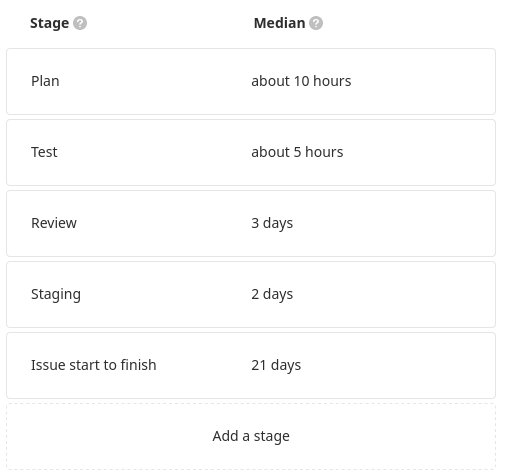 Stage ? Median ?
Plan about 10 hours
Test about 5 hours
Review 3 days
Staging 2 days
Issue start to finish 21 days
Add a stage